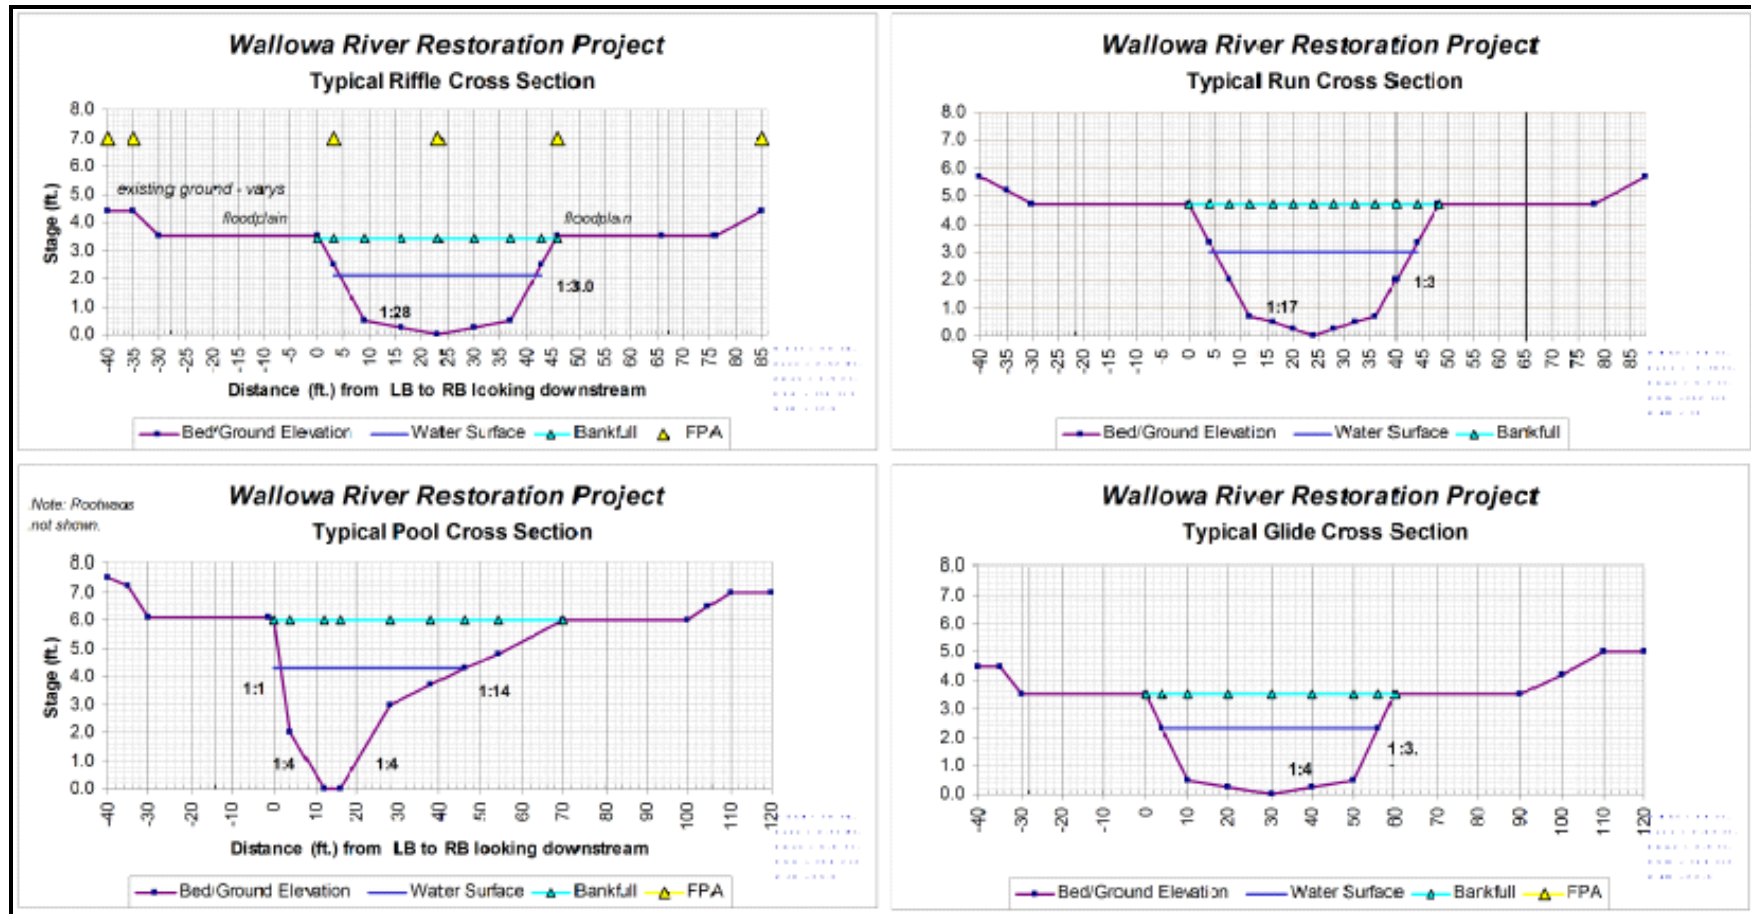 Wallowa River Restoration Project
Typical Riffle Cross Section
8.0
7.0
6.0
5.0
4.0
3.0
2.0
1.0
0.0
Stage (ft.)
existing ground - varys
floodplain
floodplain
1:28
1:3.0
-40 -35 -30 -25 -20 -15 -10 -5 0 5 10 15 20 25 30 35 40 45 50 55 60 65 70 75 80 85
Distance (ft.) from LB to RB looking downstream
Bed/Ground Elevation Water Surface Bankfull FPA
Wallowa River Restoration Project
Typical Run Cross Section
8.0
7.0
6.0
5.0
4.0
3.0
2.0
1.0
0.0
1:17
-40 -35 -30 -25 -20 -15 -10 -5 0 5 10 15 20 25 30 35 40 45 50 55 60 65 70 75 80 85
Bed/Ground Elevation Water Surface Bankfull
Note: Rootwads
not shown.
Wallowa River Restoration Project
Typical Pool Cross Section
8.0
7.0
6.0
5.0
4.0
3.0
2.0
1.0
0.0
Stage (ft.)
1:1
1:14
1:4
1:4
-40 -30 -20 -10 0 10 20 30 40 50 60 70 80 90 100 110 120
Distance (ft.) from LB to RB looking downstream
Bed/Ground Elevation Water Surface Bankfull FPA
Wallowa River Restoration Project
Typical Glide Cross Section
8.0
7.0
6.0
5.0
4.0
3.0
2.0
1.0
0.0
1:3.
1:4
-40 -30 -20 -10 0 10 20 30 40 50 60 70 80 90 100 110 120
Bed/Ground Elevation Water Surface Bankfull FPA